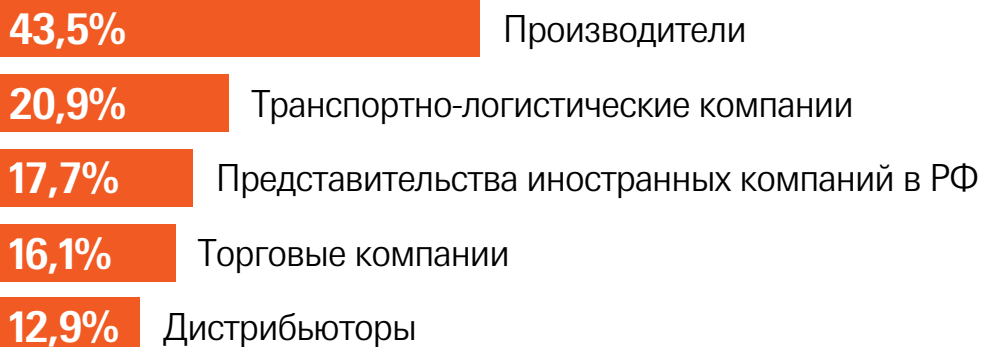 43,5% Производители
20,9% Транспортно-логистические компании
17,7% Представительства иностранных компаний в РФ
16,1% Торговые компании
12,9% Дистрибьюторы